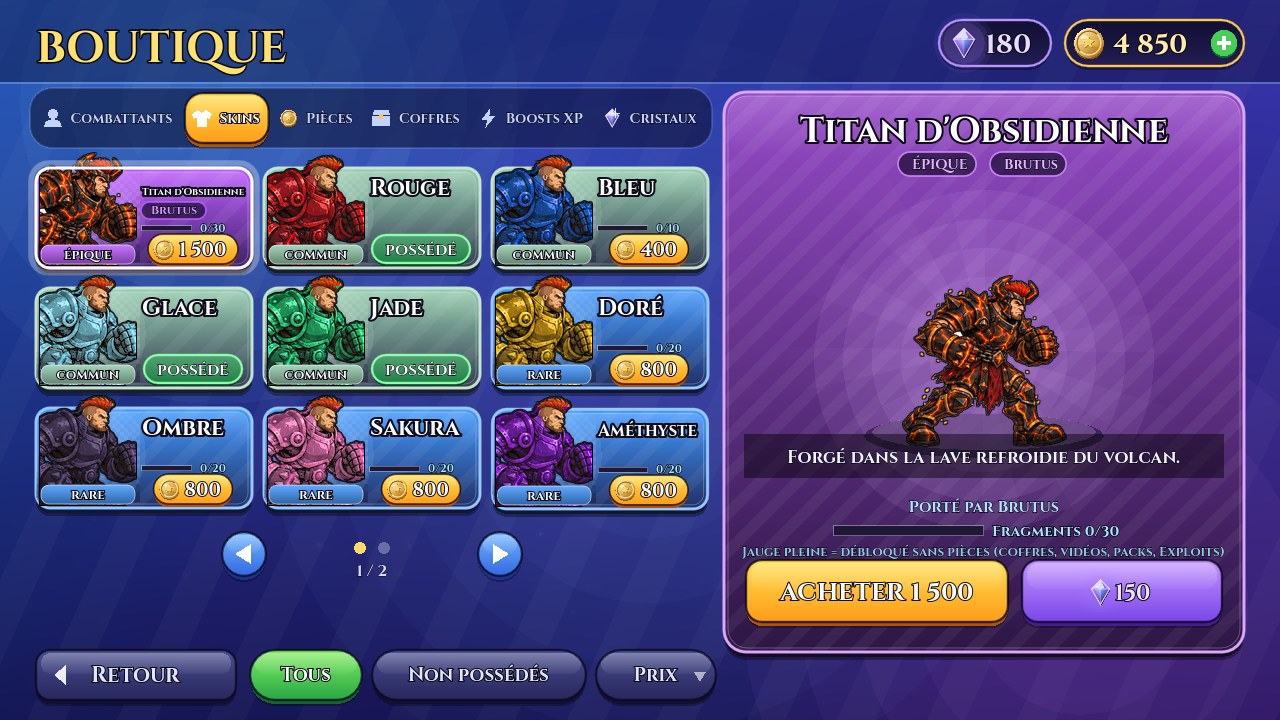 BOUTIQUE
180
4 850
COMBATTANTS
SKINS
PIÈCES
COFFRES
BOOSTS XP
CRISTAUX
TITAN D'OBSIDIENNE
BRUTUS
0/30
ÉPIQUE
1 500
ROUGE
COMMUN
POSSÉDÉ
BLEU
0/10
COMMUN
400
GLACE
COMMUN
POSSÉDÉ
JADE
COMMUN
POSSÉDÉ
DORÉ
0/20
RARE
800
OMBRE
0/20
RARE
800
SAKURA
0/20
RARE
800
AMÉTHYSTE
0/20
RARE
800
1 / 2
RETOUR
TOUS
NON POSSÉDÉS
PRIX
TITAN D'OBSIDIENNE
ÉPIQUE
BRUTUS
FORGÉ DANS LA LAVE REFROIDIE DU VOLCAN.
PORTÉ PAR BRUTUS
FRAGMENTS 0/30
JAUGE PLEINE = DÉBLOQUÉ SANS PIÈCES (COFFRES, VIDÉOS, PACKS, EXPLOITS)
ACHETER 1 500
150